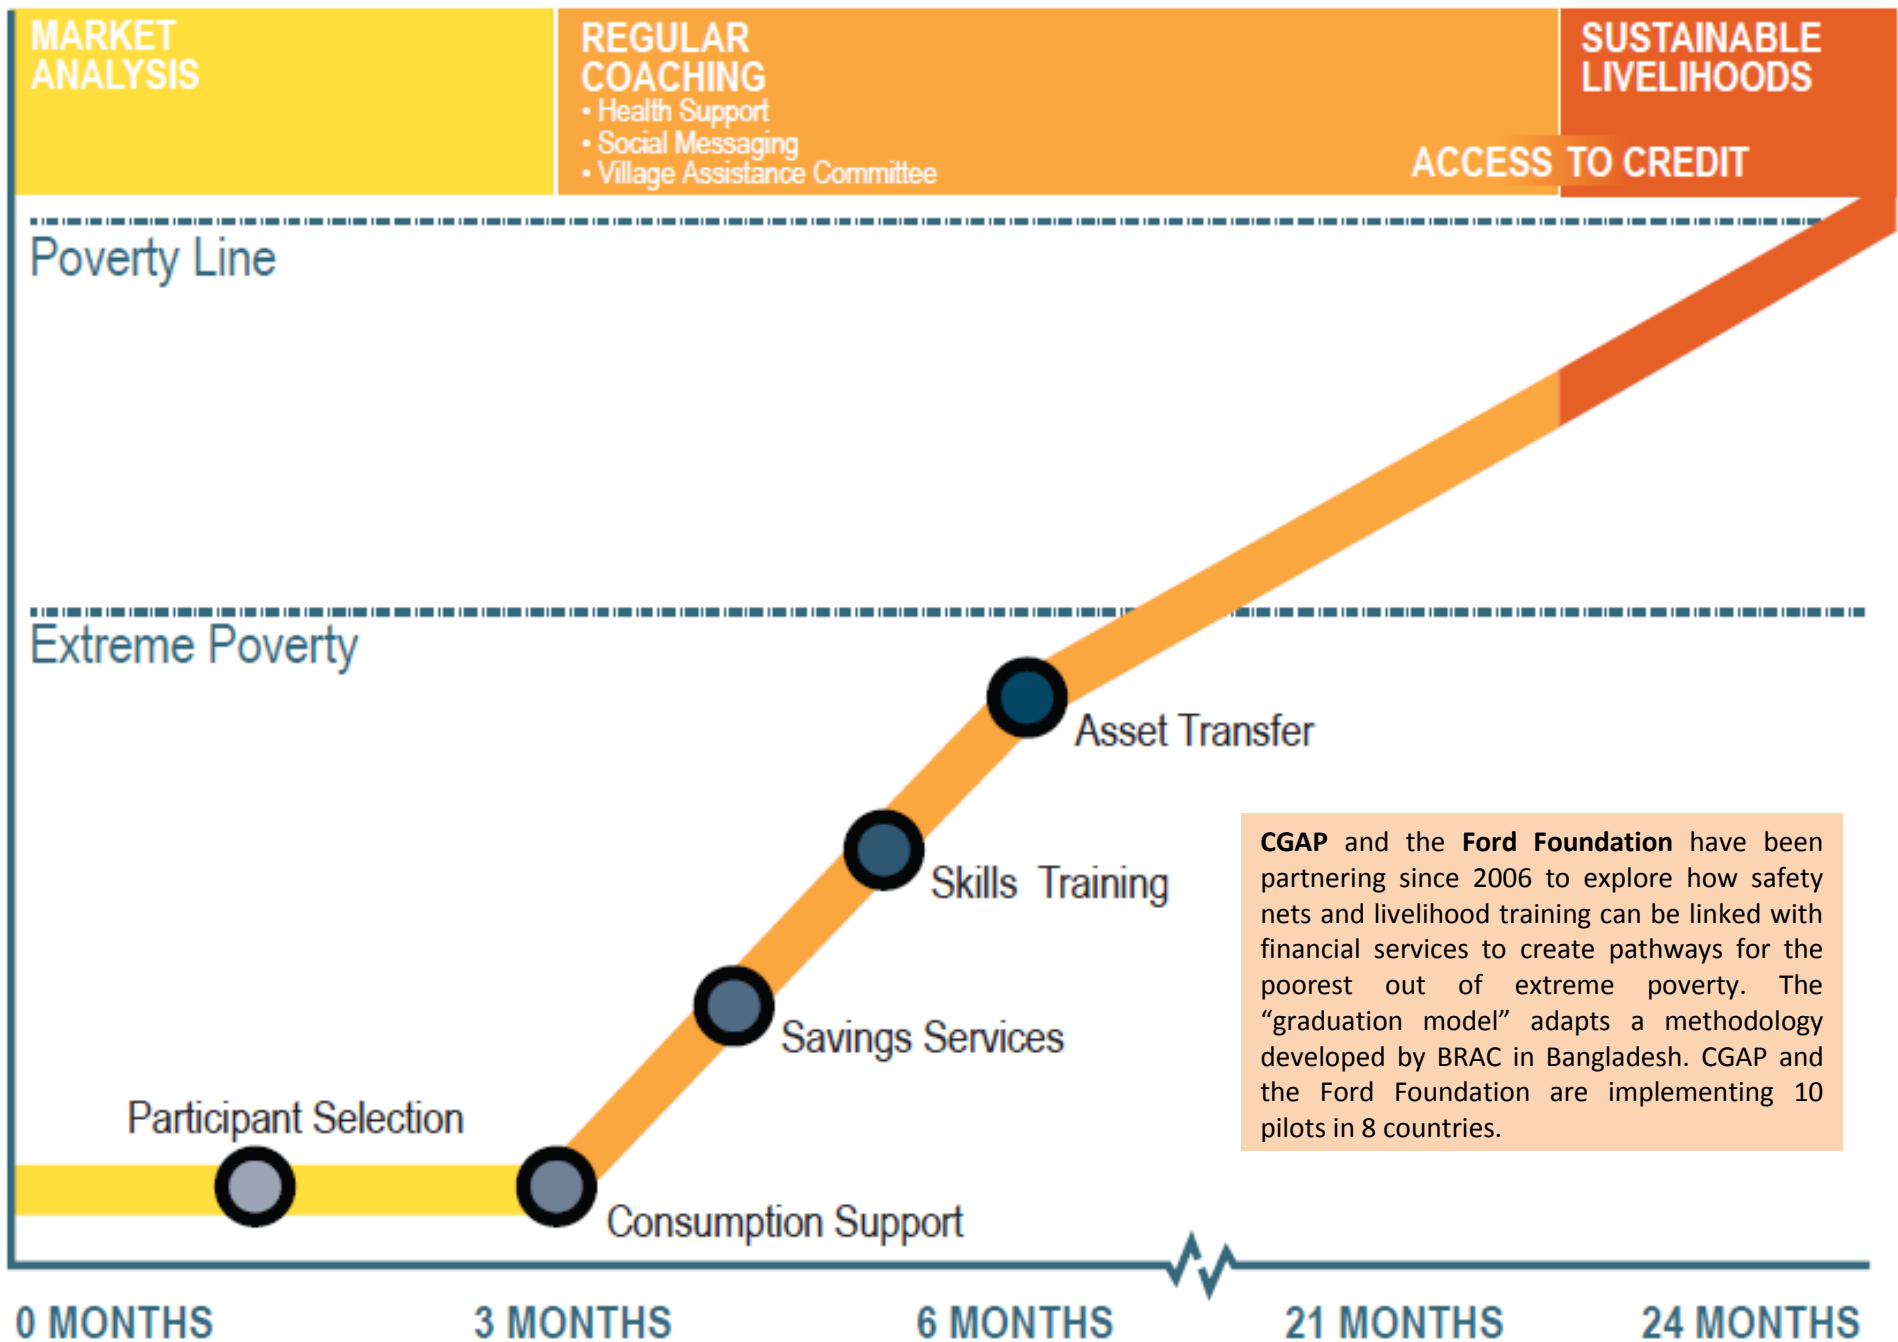 MARKET
ANALYSIS
REGULAR
COACHING
• Health Support
• Social Messaging
• Village Assistance Committee
SUSTAINABLE
LIVELIHOODS
ACCESS TO CREDIT
Poverty Line
Extreme Poverty
Asset Transfer
Skills Training
Savings Services
Participant Selection
Consumption Support
CGAP and the Ford Foundation have been
partnering since 2006 to explore how safety
nets and livelihood training can be linked with
financial services to create pathways for the
poorest out of extreme poverty. The
“graduation model” adapts a methodology
developed by BRAC in Bangladesh. CGAP and
the Ford Foundation are implementing 10
pilots in 8 countries.
0 MONTHS
3 MONTHS
6 MONTHS
21 MONTHS
24 MONTHS